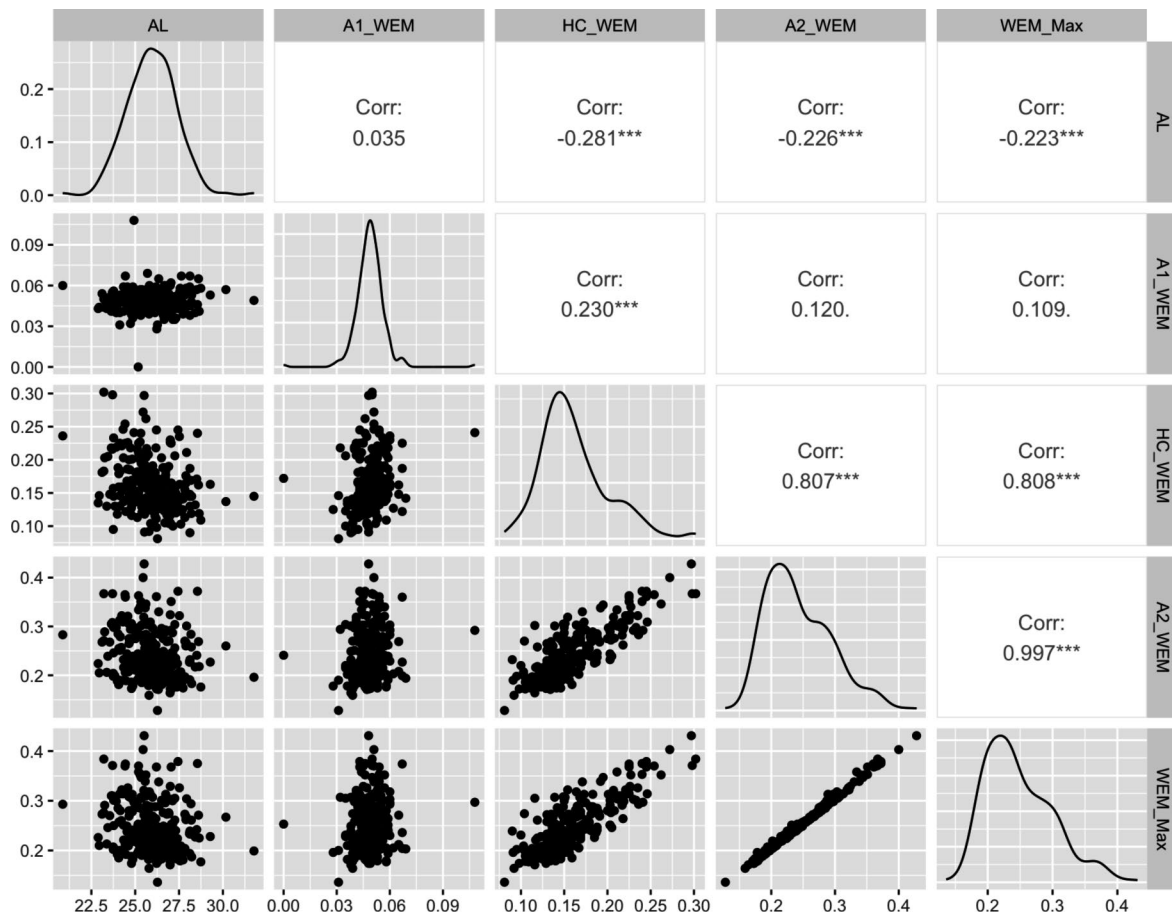 AL A1_WEM HC_WEM A2_WEM WEM_Max
0.2
0.1
0.0
Corr:
0.035
Corr:
-0.281***
Corr:
-0.226***
Corr:
-0.223***
AL
0.09
0.06
0.03
0.00
Corr:
0.230***
Corr:
0.120.
Corr:
0.109.
A1_WEM
0.30
0.25
0.20
0.15
0.10
Corr:
0.807***
Corr:
0.808***
HC_WEM
0.4
0.3
0.2
Corr:
0.997***
A2_WEM
0.4
0.3
0.2
WEM_Max
22.5 25.0 27.5 30.0 0.00 0.03 0.06 0.09 0.10 0.15 0.20 0.25 0.30 0.2 0.3 0.4 0.2 0.3 0.4